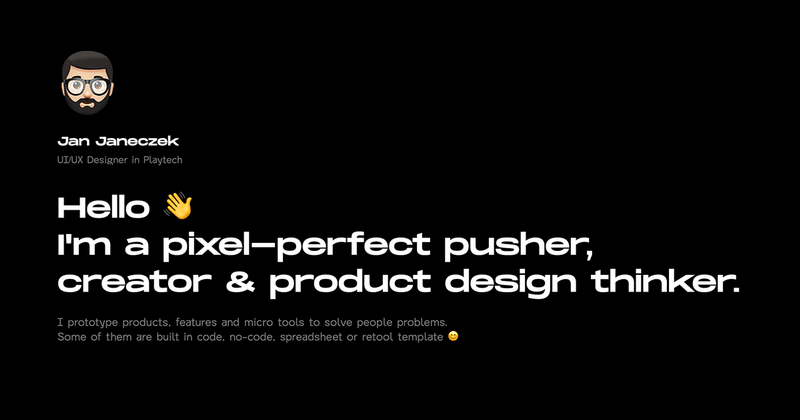 Jan Janeczek
UI/UX Designer in Playtech
Hello 👋
I'm a pixel–perfect pusher,
creator & product design thinker.
I prototype products, features and micro tools to solve people problems.
Some of them are built in code, no-code, spreadsheet or retool template 😊